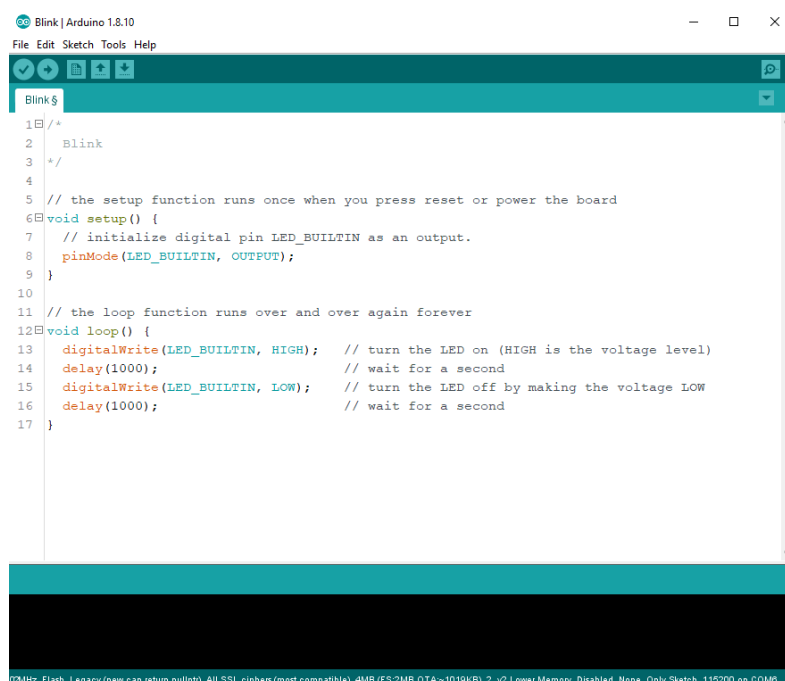 Blink | Arduino 1.8.10
File Edit Sketch Tools Help
Blink §
1 /*
2   Blink
3 */
4
5 // the setup function runs once when you press reset or power the board
6 void setup() {
7   // initialize digital pin LED_BUILTIN as an output.
8   pinMode(LED_BUILTIN, OUTPUT);
9 }
10
11 // the loop function runs over and over again forever
12 void loop() {
13   digitalWrite(LED_BUILTIN, HIGH);   // turn the LED on (HIGH is the voltage level)
14   delay(1000);                       // wait for a second
15   digitalWrite(LED_BUILTIN, LOW);    // turn the LED off by making the voltage LOW
16   delay(1000);                       // wait for a second
17 }
Flash, Legacy (new can return nullptr), All SSL ciphers (most compatible), 4MB (FS:2MB OTA:~1019KB), 2, v2 Lower Memory, Disabled, None, Only Sketch, 115200 on COM6